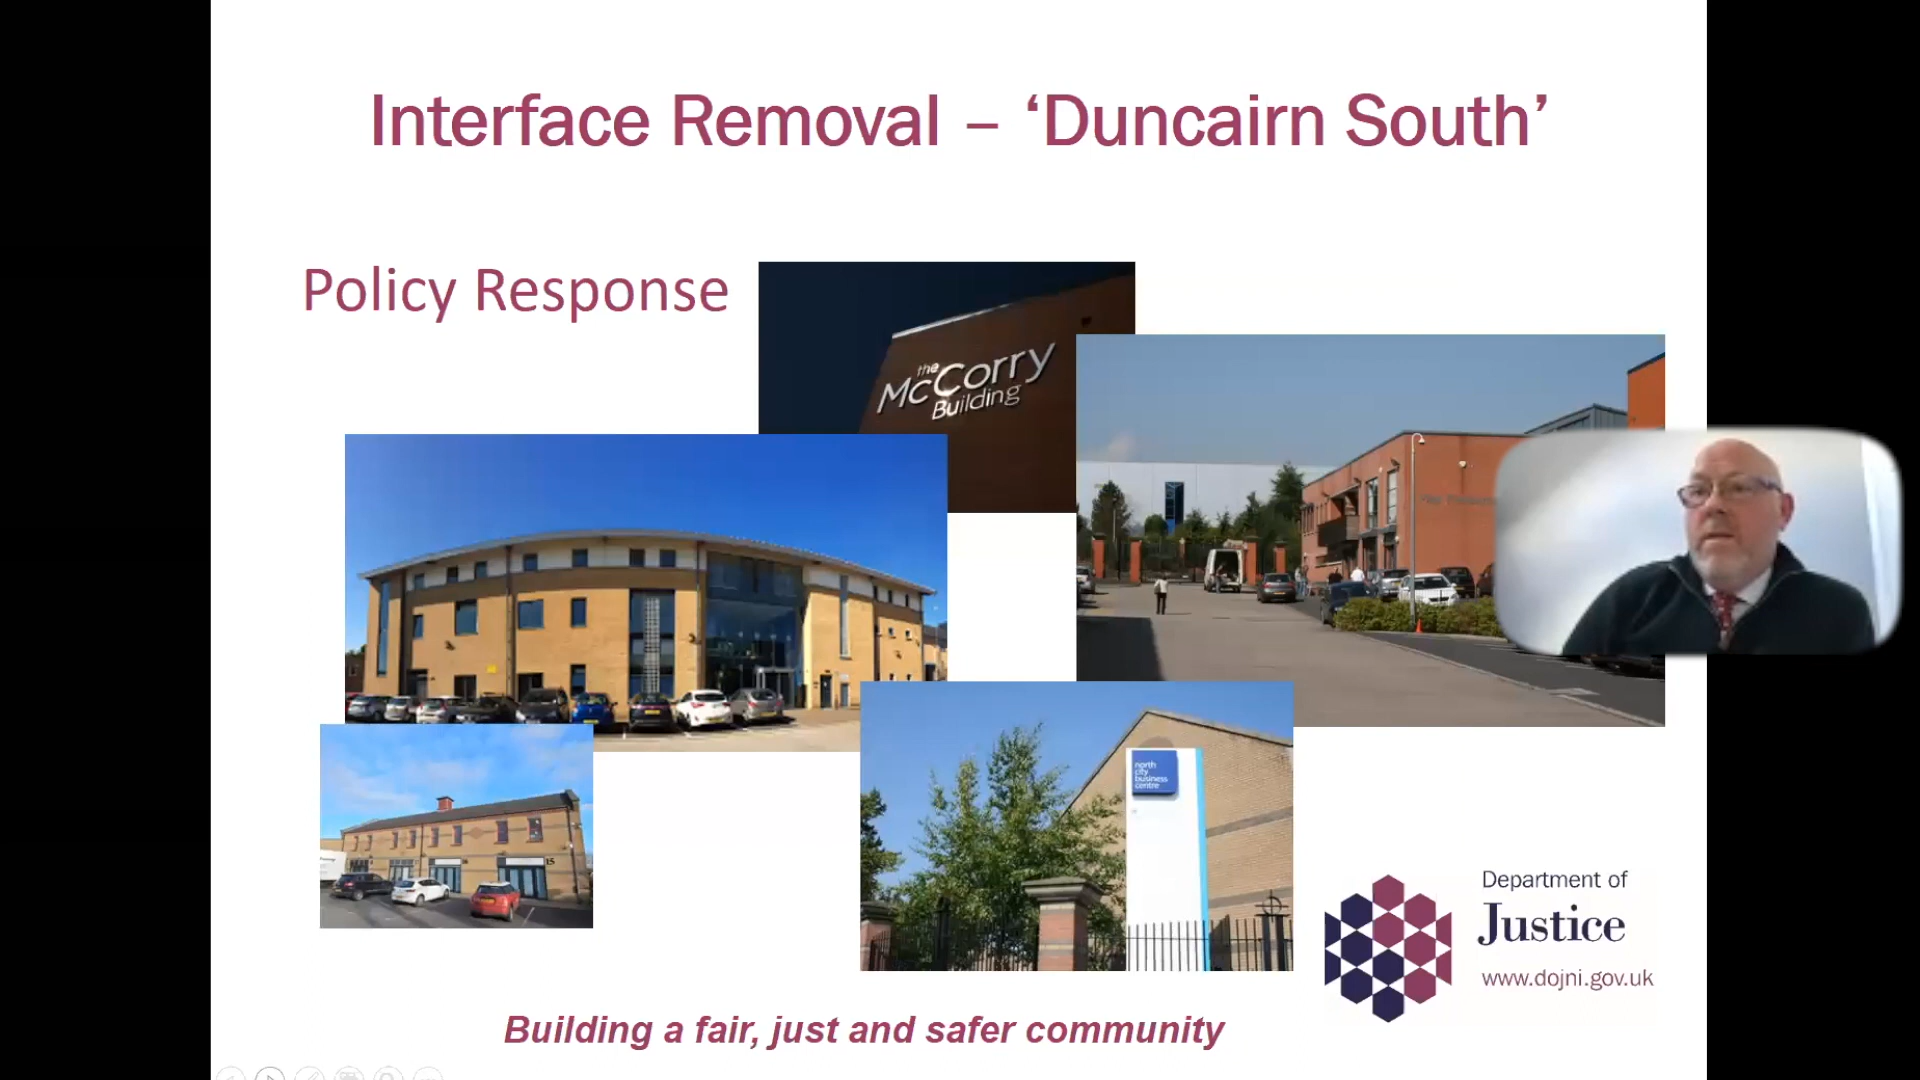 Interface Removal – ‘Duncairn South’
Policy Response
the
McCorry
Building
15
north
city
business
centre
Department of
Justice
www.dojni.gov.uk
Building a fair, just and safer community